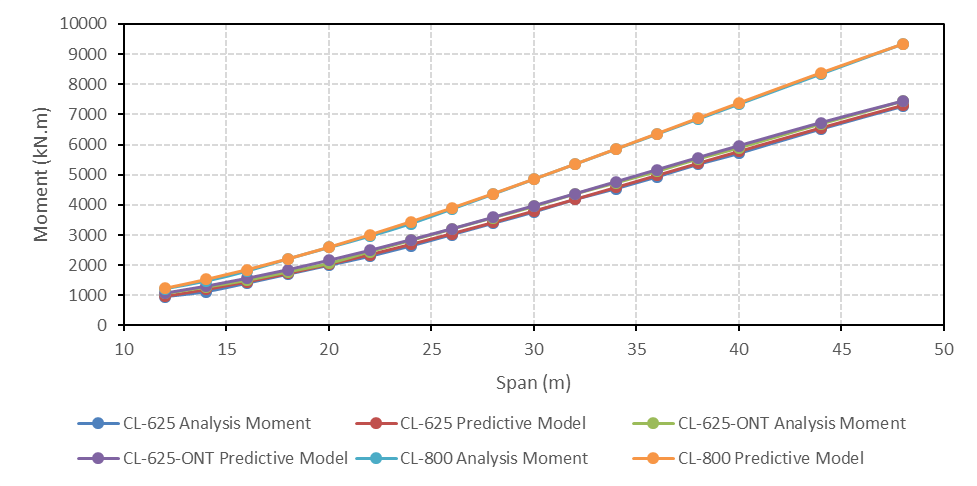 10000
9000
8000
7000
6000
5000
4000
3000
2000
1000
0
Moment (kN.m)
10 15 20 25 30 35 40 45 50
Span (m)
CL-625 Analysis Moment CL-625 Predictive Model CL-625-ONT Analysis Moment
CL-625-ONT Predictive Model CL-800 Analysis Moment CL-800 Predictive Model